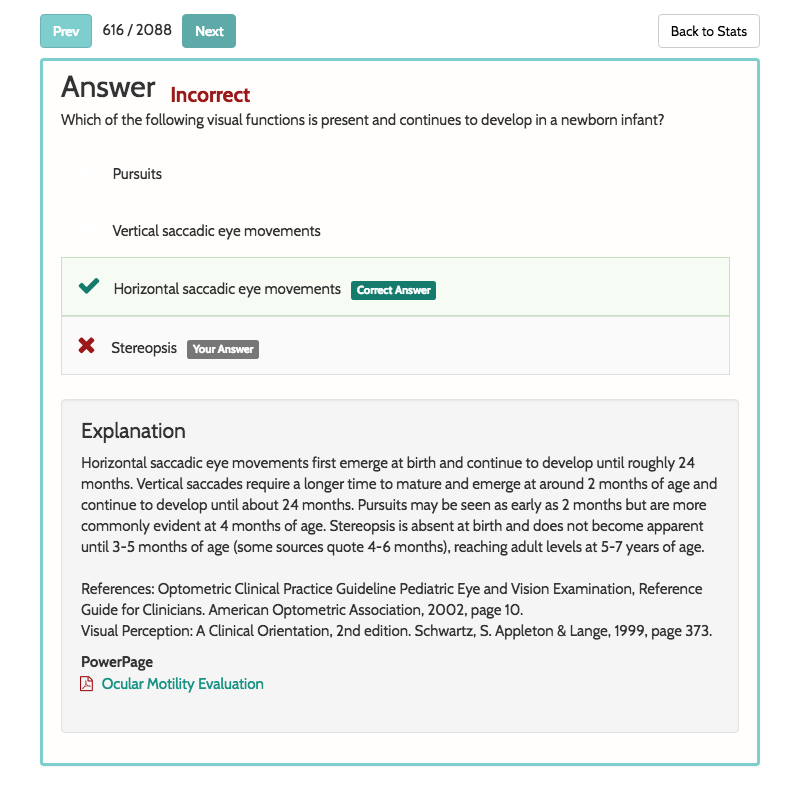 Prev 616 / 2088 Next Back to Stats
Answer Incorrect
Which of the following visual functions is present and continues to develop in a newborn infant?
Pursuits
Vertical saccadic eye movements
Horizontal saccadic eye movements Correct Answer
Stereopsis Your Answer
Explanation
Horizontal saccadic eye movements first emerge at birth and continue to develop until roughly 24
months. Vertical saccades require a longer time to mature and emerge at around 2 months of age and
continue to develop until about 24 months. Pursuits may be seen as early as 2 months but are more
commonly evident at 4 months of age. Stereopsis is absent at birth and does not become apparent
until 3-5 months of age (some sources quote 4-6 months), reaching adult levels at 5-7 years of age.
References: Optometric Clinical Practice Guideline Pediatric Eye and Vision Examination, Reference
Guide for Clinicians. American Optometric Association, 2002, page 10.
Visual Perception: A Clinical Orientation, 2nd edition. Schwartz, S. Appleton & Lange, 1999, page 373.
PowerPage
Ocular Motility Evaluation